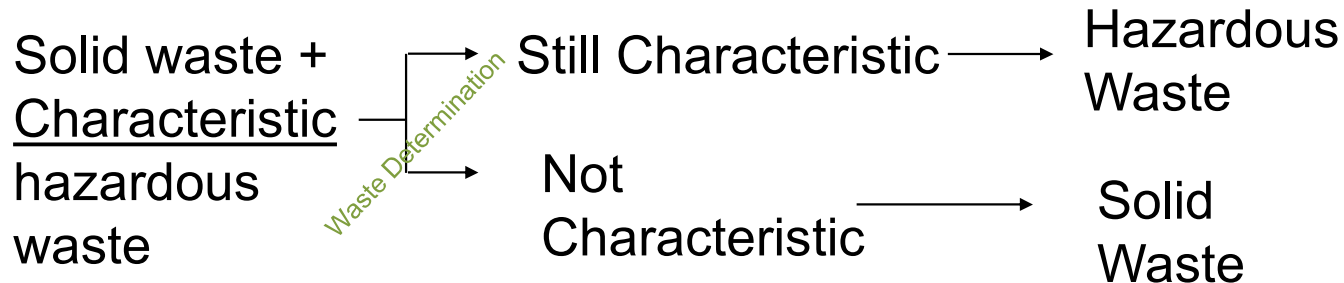 Solid waste +
Characteristic
hazardous
waste
Waste Determination
Still Characteristic
Hazardous
Waste
Not
Characteristic
Solid
Waste